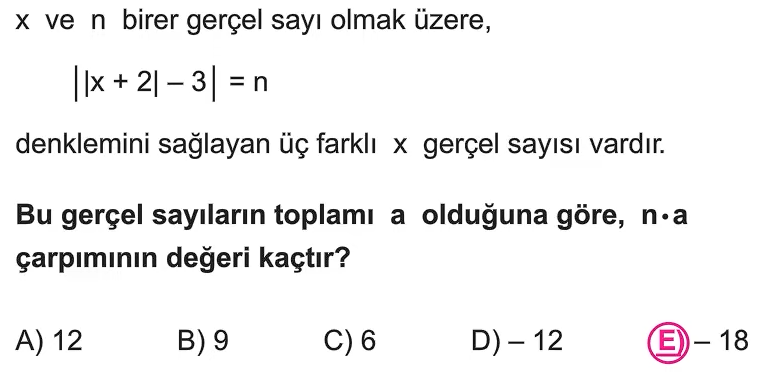 x ve n birer gerçel sayı olmak üzere,
||x + 2| – 3| = n
denklemini sağlayan üç farklı x gerçel sayısı vardır.
Bu gerçel sayıların toplamı a olduğuna göre, n·a
çarpımının değeri kaçtır?
A) 12 B) 9 C) 6 D) – 12 E) – 18